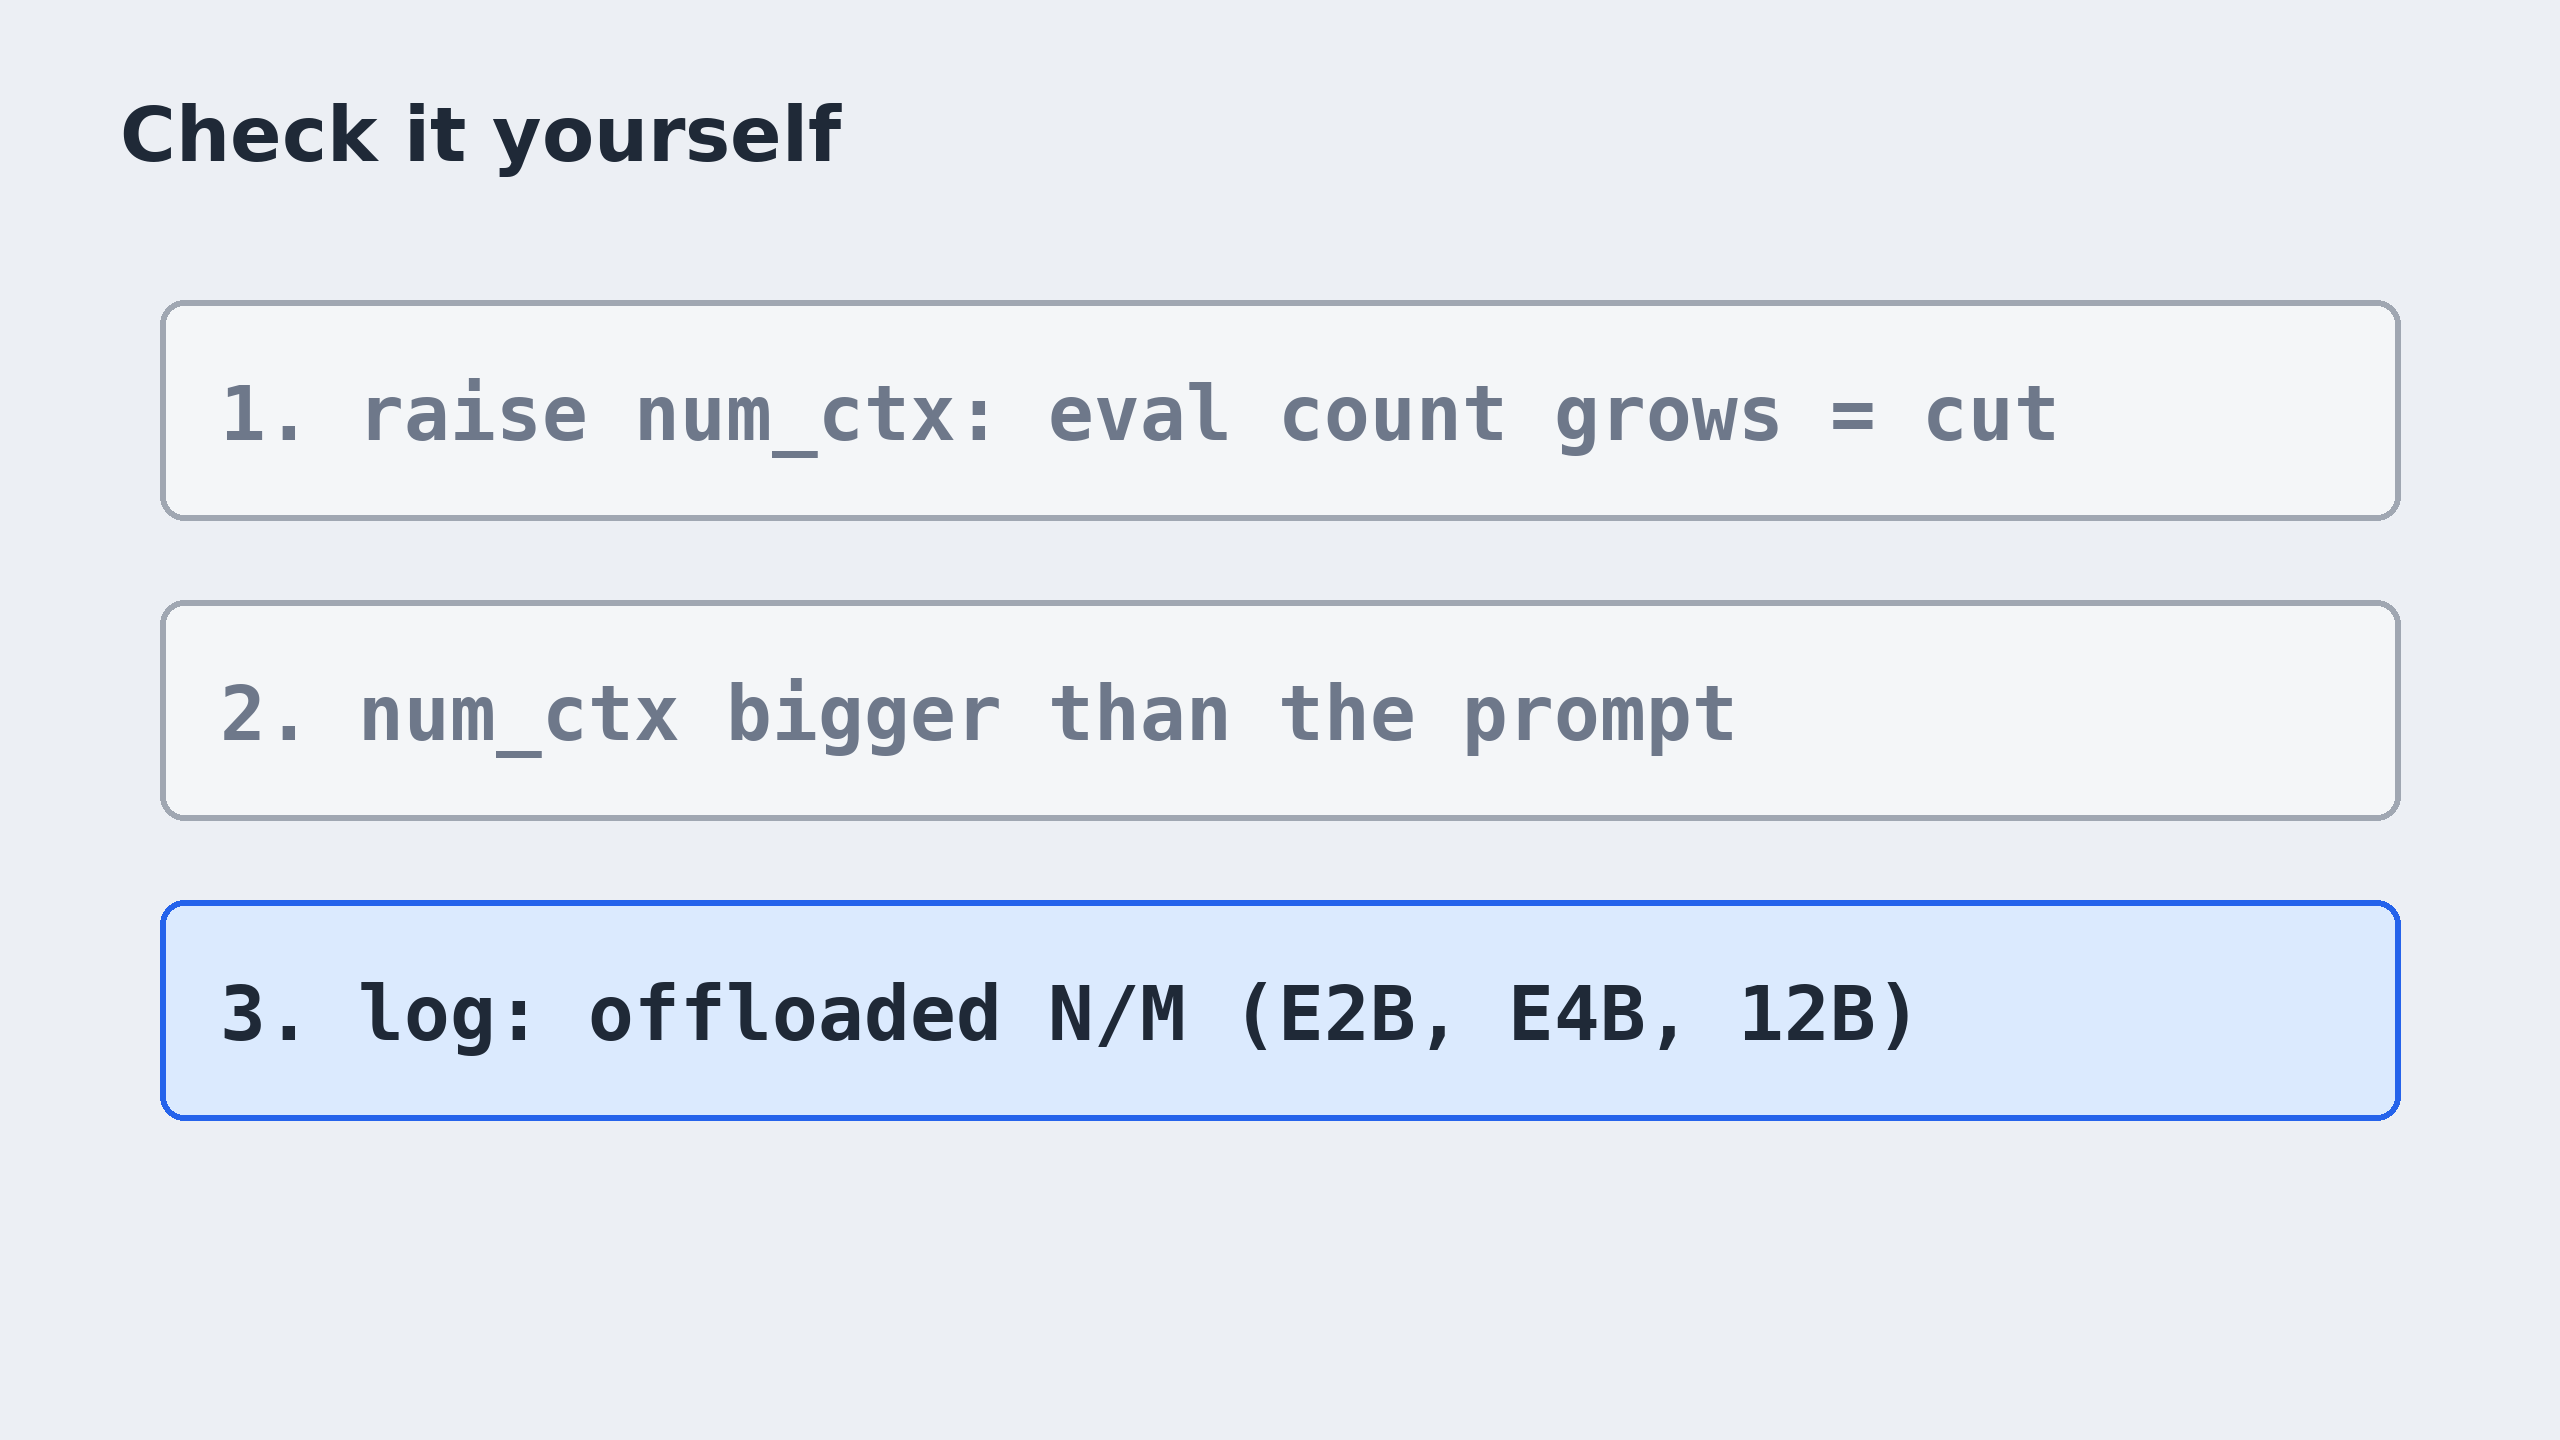 Check it yourself
1. raise num_ctx: eval count grows = cut
2. num_ctx bigger than the prompt
3. log: offloaded N/M (E2B, E4B, 12B)